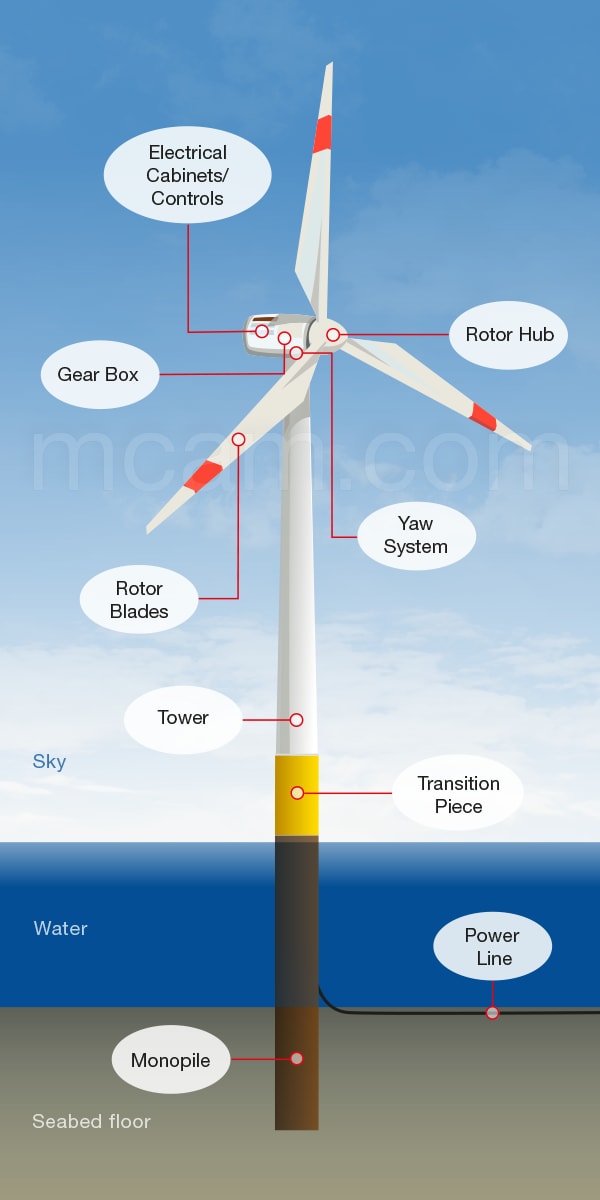 Electrical
Cabinets/
Controls
Rotor Hub
Gear Box
mcam.com
Yaw
System
Rotor
Blades
Tower
Sky
Transition
Piece
Water
Power
Line
Monopile
Seabed floor